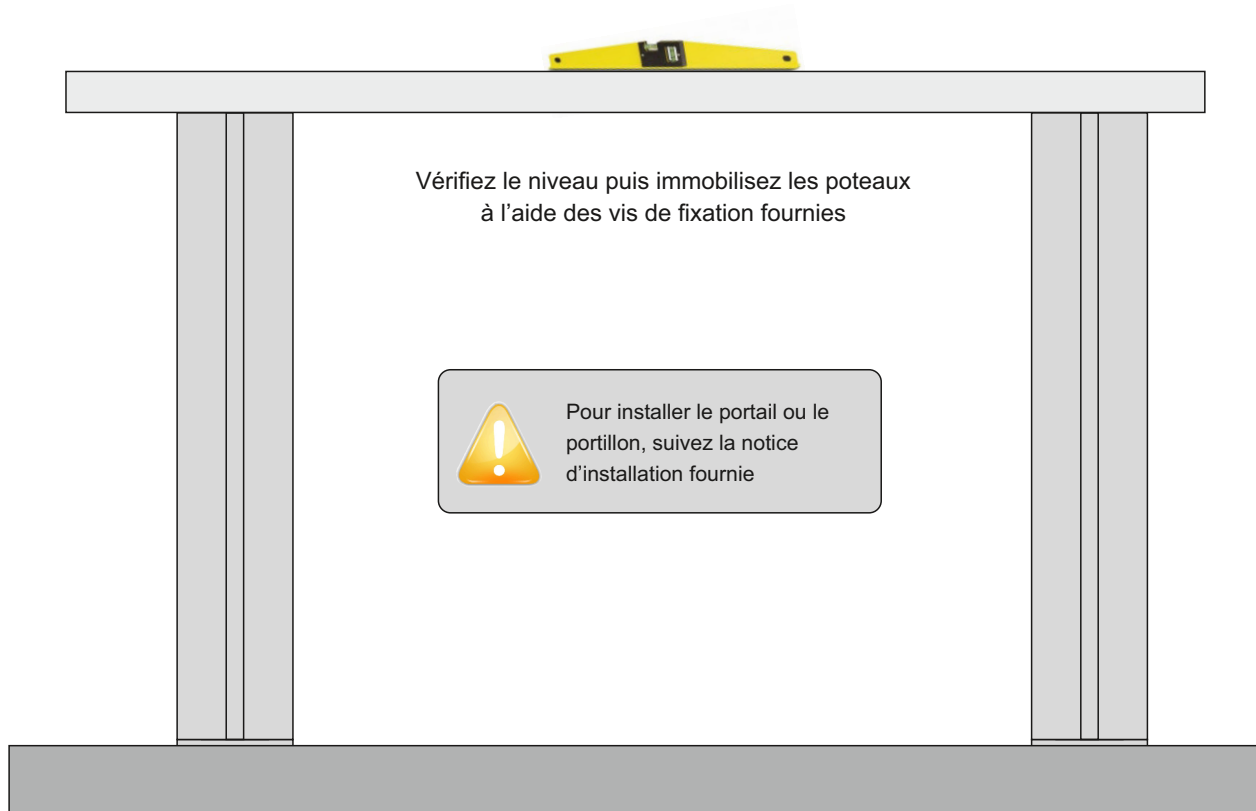 Vérifiez le niveau puis immobilisez les poteaux
à l’aide des vis de fixation fournies
Pour installer le portail ou le
portillon, suivez la notice
d’installation fournie